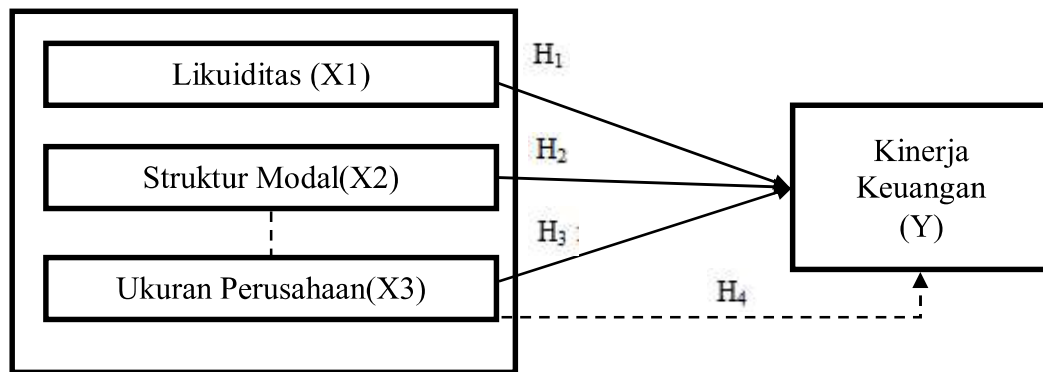 Likuiditas (X1)
Struktur Modal(X2)
Ukuran Perusahaan(X3)
H₁
H₂
H₃ :
H₄
Kinerja
Keuangan
(Y)